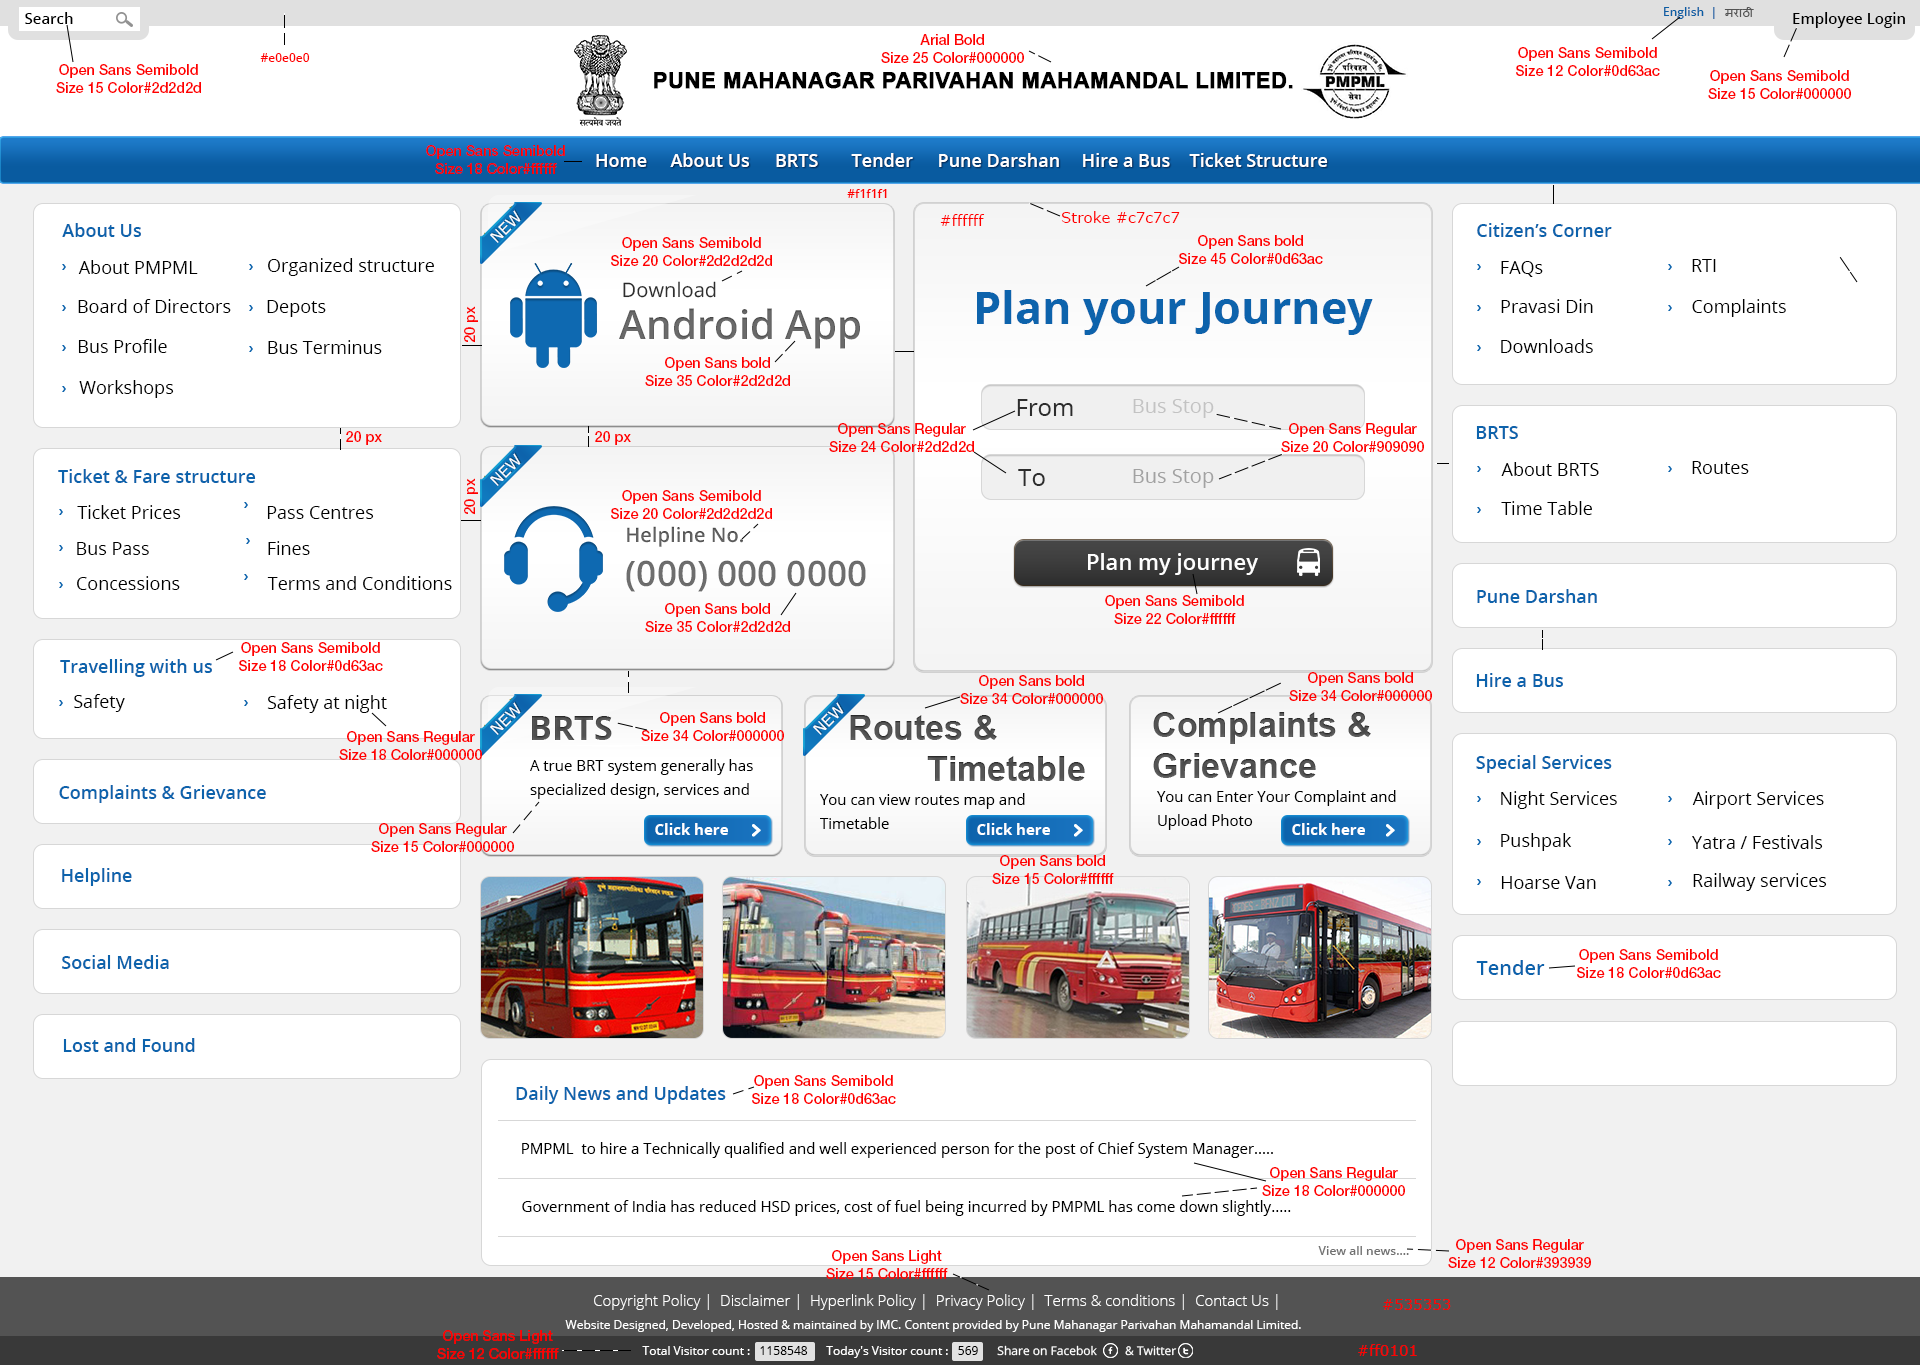 Search
English | मराठी
Employee Login
Open Sans Semibold
Size 15 Color#2d2d2d
#e0e0e0
Arial Bold
Size 25 Color#000000
PUNE MAHANAGAR PARIVAHAN MAHAMANDAL LIMITED.
सत्यमेव जयते
परिवहन
PMPML
सेवा
Open Sans Semibold
Size 12 Color#0d63ac
Open Sans Semibold
Size 15 Color#000000
Open Sans Semibold
Size 18 Color#ffffff
Home About Us BRTS Tender Pune Darshan Hire a Bus Ticket Structure
#f1f1f1
About Us
› About PMPML
› Organized structure
› Board of Directors
› Depots
› Bus Profile
› Bus Terminus
› Workshops
20 px
Ticket & Fare structure
› Ticket Prices
› Pass Centres
› Bus Pass
› Fines
› Concessions
› Terms and Conditions
Open Sans Semibold
Size 18 Color#0d63ac
Travelling with us
› Safety
› Safety at night
Open Sans Regular
Size 18 Color#000000
Complaints & Grievance
Open Sans Regular
Size 15 Color#000000
Helpline
Social Media
Lost and Found
NEW
Open Sans Semibold
Size 20 Color#2d2d2d2d
Download
Android App
Open Sans bold
Size 35 Color#2d2d2d
20 px
20 px
NEW
20 px
Open Sans Semibold
Size 20 Color#2d2d2d2d
Helpline No.
(000) 000 0000
Open Sans bold
Size 35 Color#2d2d2d
#ffffff
Stroke #c7c7c7
Open Sans bold
Size 45 Color#0d63ac
Plan your Journey
From Bus Stop
Open Sans Regular
Size 24 Color#2d2d2d
Open Sans Regular
Size 20 Color#909090
To Bus Stop
Plan my journey
Open Sans Semibold
Size 22 Color#ffffff
NEW
BRTS
Open Sans bold
Size 34 Color#000000
A true BRT system generally has
specialized design, services and
Click here
NEW
Open Sans bold
Size 34 Color#000000
Routes &
Timetable
You can view routes map and
Timetable
Click here
Open Sans bold
Size 15 Color#ffffff
Open Sans bold
Size 34 Color#000000
Complaints &
Grievance
You can Enter Your Complaint and
Upload Photo
Click here
Citizen’s Corner
› FAQs
› RTI
› Pravasi Din
› Complaints
› Downloads
BRTS
› About BRTS
› Routes
› Time Table
Pune Darshan
Hire a Bus
Special Services
› Night Services
› Airport Services
› Pushpak
› Yatra / Festivals
› Hoarse Van
› Railway services
Tender
Open Sans Semibold
Size 18 Color#0d63ac
Daily News and Updates
Open Sans Semibold
Size 18 Color#0d63ac
PMPML to hire a Technically qualified and well experienced person for the post of Chief System Manager.....
Open Sans Regular
Size 18 Color#000000
Government of India has reduced HSD prices, cost of fuel being incurred by PMPML has come down slightly.....
View all news....
Open Sans Regular
Size 12 Color#393939
Open Sans Light
Size 15 Color#ffffff
Copyright Policy | Disclaimer | Hyperlink Policy | Privacy Policy | Terms & conditions | Contact Us |
Website Designed, Developed, Hosted & maintained by IMC. Content provided by Pune Mahanagar Parivahan Mahamandal Limited.
Open Sans Light
Size 12 Color#ffffff
Total Visitor count : 1158548 Today's Visitor count : 569 Share on Facebok & Twitter
#ff0101